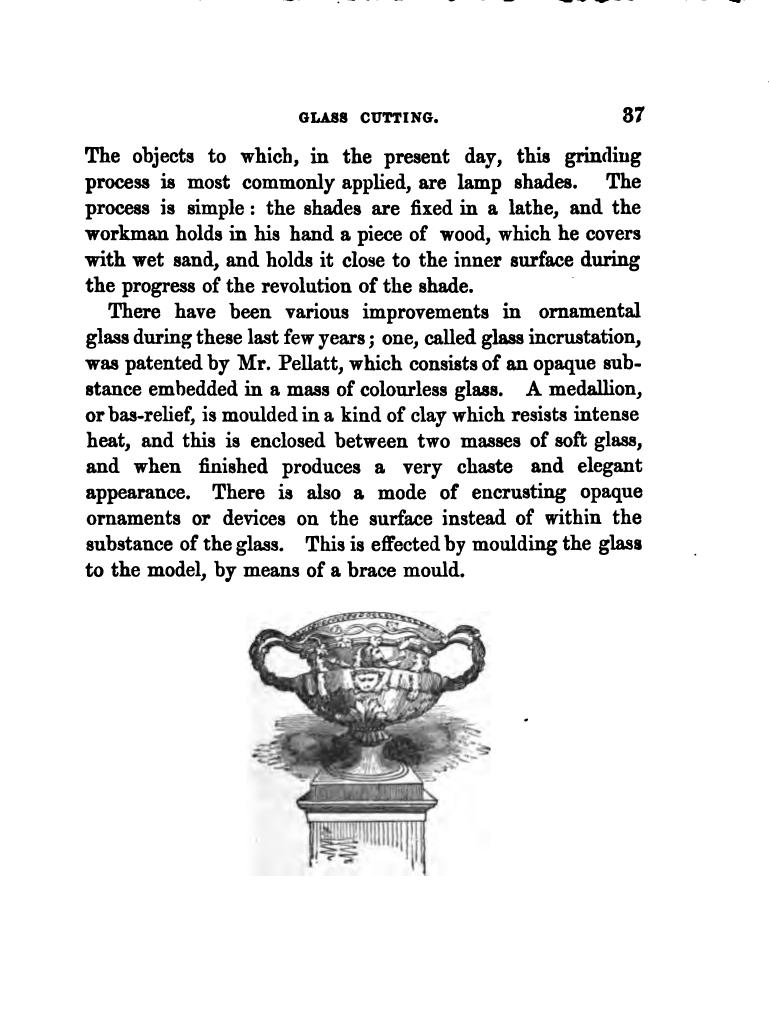 GLASS CUTTING. 37
The objects to which, in the present day, this grinding
process is most commonly applied, are lamp shades. The
process is simple : the shades are fixed in a lathe, and the
workman holds in his hand a piece of wood, which he covers
with wet sand, and holds it close to the inner surface during
the progress of the revolution of the shade.
There have been various improvements in ornamental
glass during these last few years ; one, called glass incrustation,
was patented by Mr. Pellatt, which consists of an opaque sub-
stance embedded in a mass of colourless glass. A medallion,
or bas-relief, is moulded in a kind of clay which resists intense
heat, and this is enclosed between two masses of soft glass,
and when finished produces a very chaste and elegant
appearance. There is also a mode of encrusting opaque
ornaments or devices on the surface instead of within the
substance of the glass. This is effected by moulding the glass
to the model, by means of a brace mould.